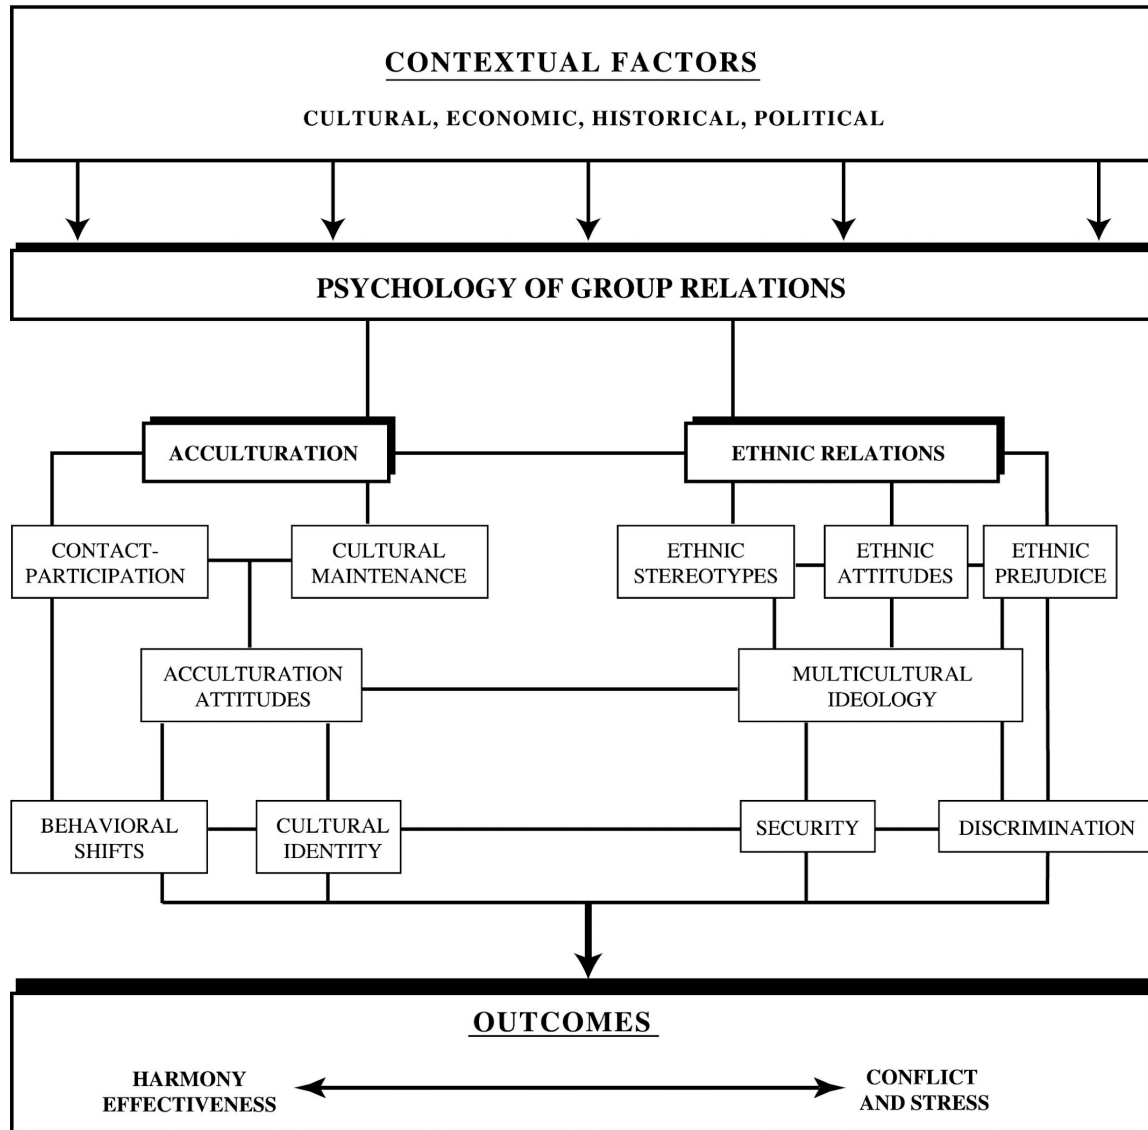 CONTEXTUAL FACTORS
CULTURAL, ECONOMIC, HISTORICAL, POLITICAL
PSYCHOLOGY OF GROUP RELATIONS
ACCULTURATION
ETHNIC RELATIONS
CONTACT-
PARTICIPATION
CULTURAL
MAINTENANCE
ETHNIC
STEREOTYPES
ETHNIC
ATTITUDES
ETHNIC
PREJUDICE
ACCULTURATION
ATTITUDES
MULTICULTURAL
IDEOLOGY
BEHAVIORAL
SHIFTS
CULTURAL
IDENTITY
SECURITY
DISCRIMINATION
OUTCOMES
HARMONY
EFFECTIVENESS
CONFLICT
AND STRESS